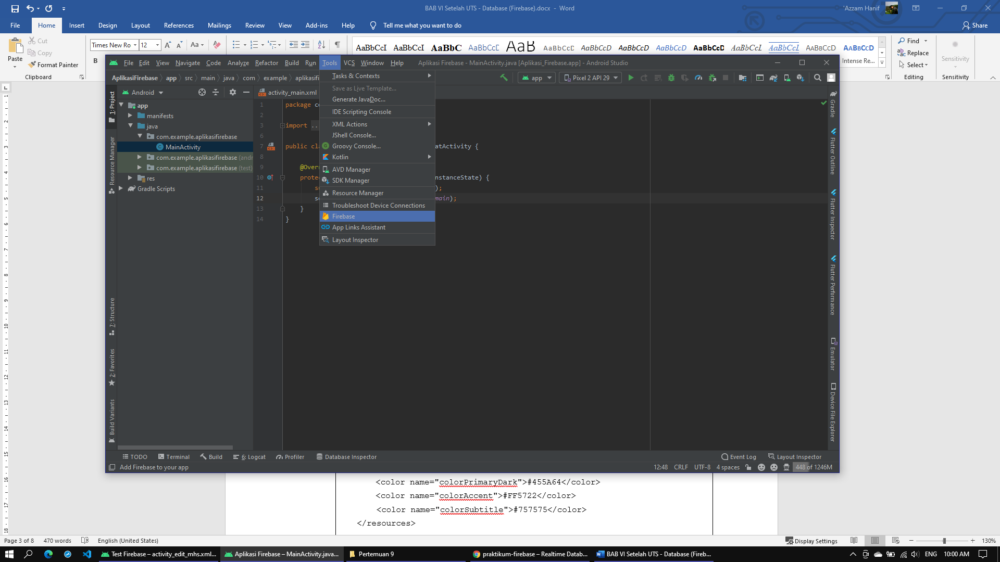 BAB VI Setelah UTS - Database (Firebase).docx - Word
'Azzam Hanif
File Home Insert Design Layout References Mailings Review View Add-ins Help Tell me what you want to do
Share
Paste
Cut
Copy
Format Painter
Clipboard
Times New Ro 12
B
AaBbCcI AaBbCcI AaBbC AaBbCcD AaB AaBbCcD AaBbCcD AaBbCcD AaBbCcD AaBbCcD AaBbCcL AaBbCcI AaBbCcD AaBbCcD
Intense Re...
Find
Replace
Select
Editing
Sensitivity
Sensitivity
File Edit View Navigate Code Analyze Refactor Build Run Tools VCS Window Help Aplikasi Firebase - MainActivity.java [Aplikasi_Firebase.app] - Android Studio
AplikasiFirebase app src main java com example aplikasifi
app Pixel 2 API 29
Android
activity_main.xml
1: Project
Resource Manager
7: Structure
2: Favorites
Build Variants
app
manifests
java
com.example.aplikasifirebase
MainActivity
com.example.aplikasifirebase (andr
com.example.aplikasifirebase (test)
res
Gradle Scripts
Tasks & Contexts
Save as Live Template...
Generate JavaDoc...
IDE Scripting Console
XML Actions
JShell Console...
Groovy Console...
Kotlin
AVD Manager
SDK Manager
Resource Manager
Troubleshoot Device Connections
Firebase
App Links Assistant
Layout Inspector
1 package co
2
3 import ..
6
7 public cla atActivity {
8
9 @Overr
10 protec nstanceState) {
11 su );
12 se main);
13 }
14 }
Gradle
Flutter Outline
Flutter Inspector
Flutter Performance
Emulator
Device File Explorer
TODO Terminal Build 6: Logcat Profiler Database Inspector Event Log Layout Inspector
Add Firebase to your app 12:48 CRLF UTF-8 4 spaces 448 of 1246M
<color name="colorPrimaryDark">#455A64</color>
<color name="colorAccent">#FF5722</color>
<color name="colorSubtitle">#757575</color>
</resources>
Page 3 of 8 470 words English (United States) Display Settings 130%
Test Firebase – activity_edit_mhs.xml... Aplikasi Firebase – MainActivity.java... Pertemuan 9 praktikum-firebase – Realtime Datab... BAB VI Setelah UTS - Database (Fireb... ENG 10:00 AM